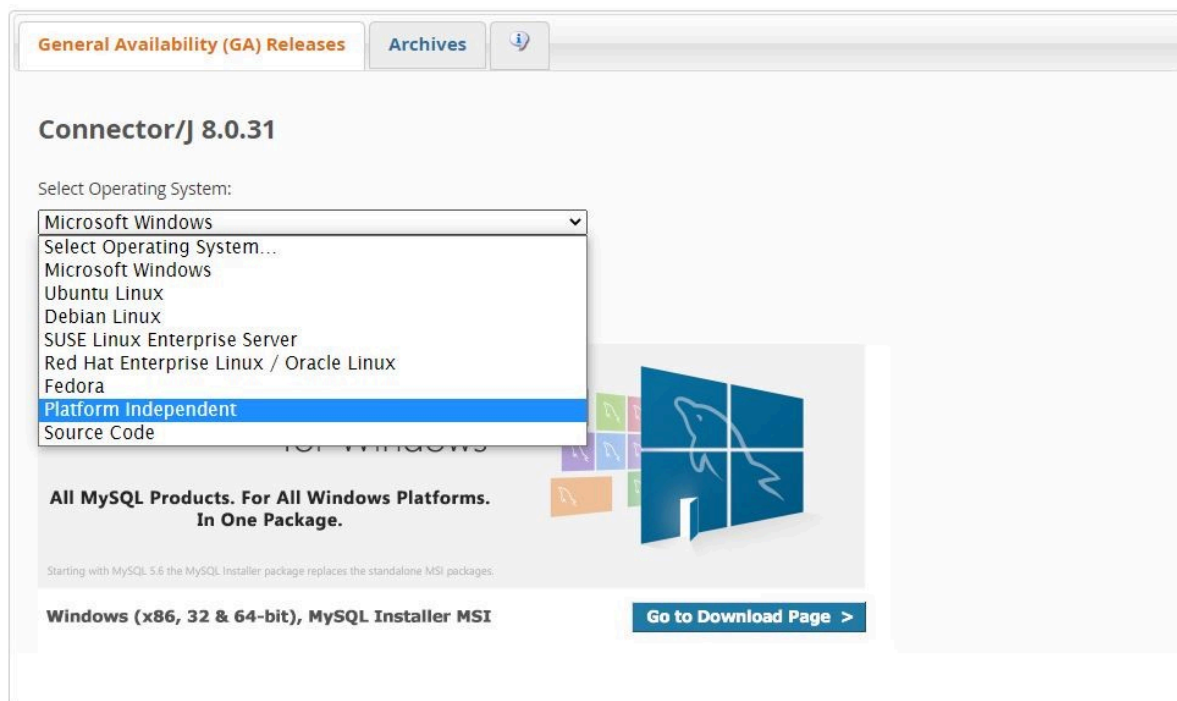 General Availability (GA) Releases
Archives
Connector/J 8.0.31
Select Operating System:
Microsoft Windows
Select Operating System...
Microsoft Windows
Ubuntu Linux
Debian Linux
SUSE Linux Enterprise Server
Red Hat Enterprise Linux / Oracle Linux
Fedora
Platform Independent
Source Code
for Windows
All MySQL Products. For All Windows Platforms.
In One Package.
Starting with MySQL 5.6 the MySQL Installer package replaces the standalone MSI packages.
Windows (x86, 32 & 64-bit), MySQL Installer MSI
Go to Download Page >